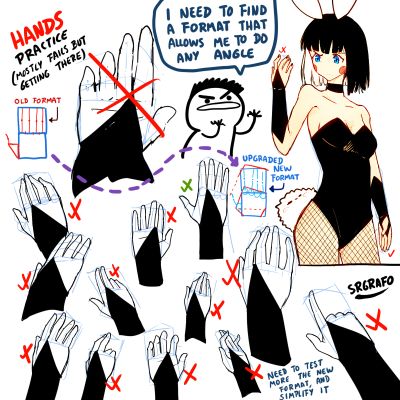 HANDS
PRACTICE
(MOSTLY FAILS BUT
GETTING THERE)
I NEED TO FIND
A FORMAT THAT
ALLOWS ME TO DO
ANY ANGLE
OLD FORMAT
UPGRADED
NEW
FORMAT
SRGRAFO
NEED TO TEST
MORE THE NEW
FORMAT, AND
SIMPLIFY IT